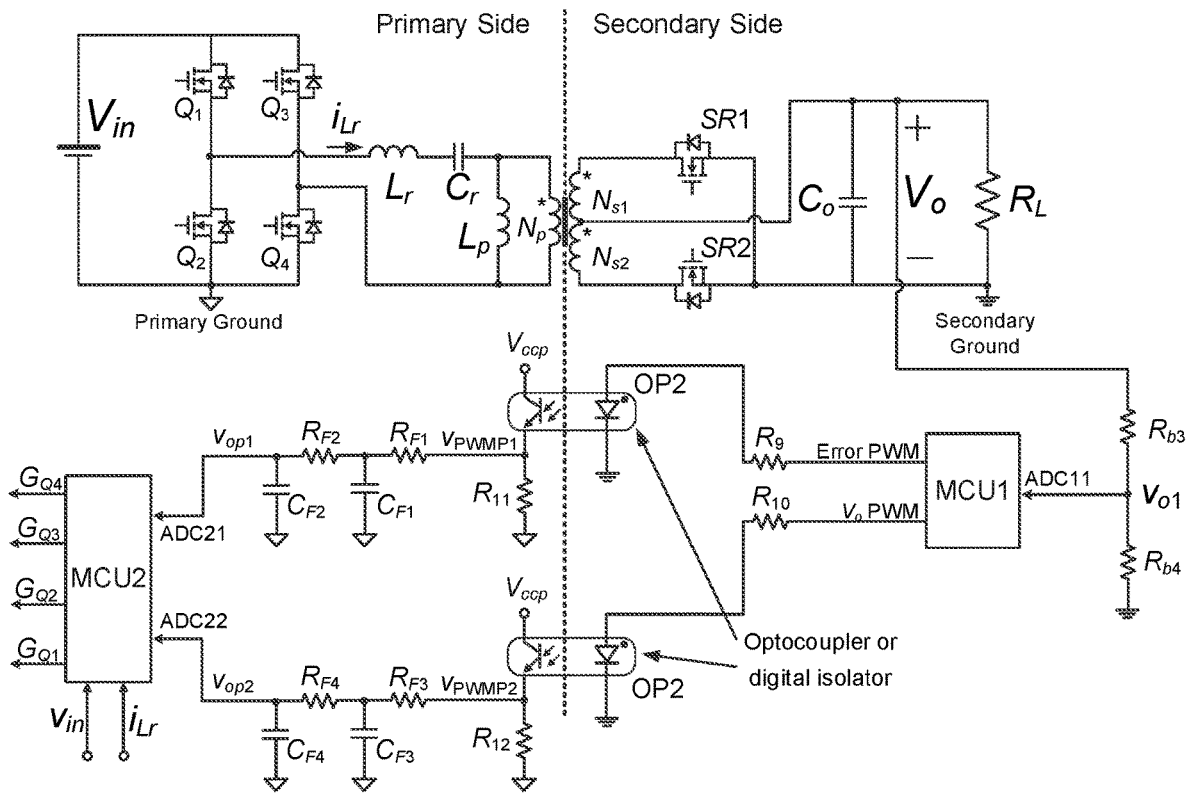 Primary Side
Secondary Side
Vin
Q1
Q3
Q2
Q4
iLr
Lr
Cr
Lp
Np
*
*
Ns1
*
Ns2
SR1
SR2
Co
+
Vo
—
RL
Primary Ground
Secondary
Ground
Vccp
OP2
vop1
RF2
RF1
vPWMP1
CF2
CF1
R11
R9
Error PWM
R10
Vo PWM
MCU1
ADC11
Rb3
vo1
Rb4
GQ4
GQ3
GQ2
GQ1
MCU2
ADC21
ADC22
vin
iLr
Vccp
OP2
vop2
RF4
RF3
vPWMP2
CF4
CF3
R12
Optocoupler or
digital isolator